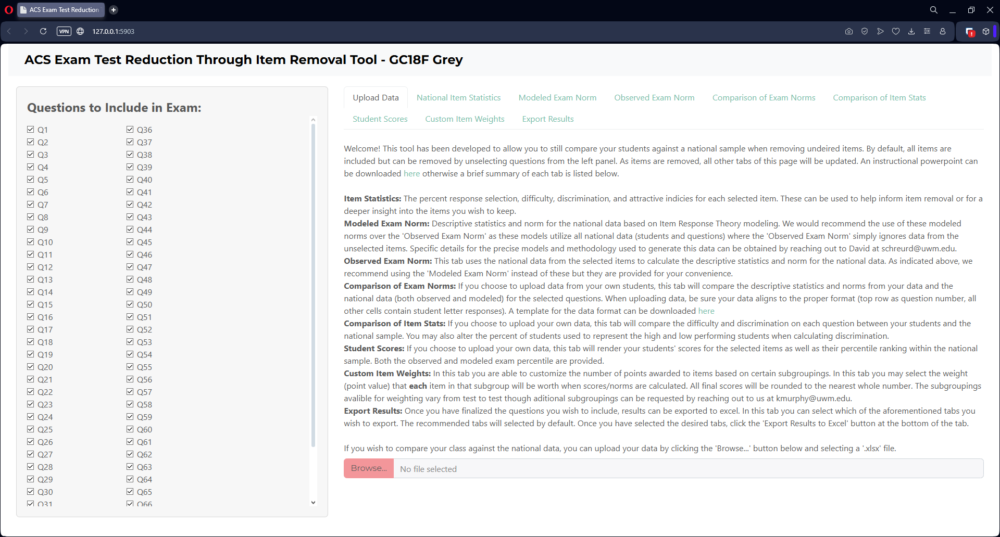 ACS Exam Test Reduction
VPN
127.0.0.1:5903
ACS Exam Test Reduction Through Item Removal Tool - GC18F Grey
Questions to Include in Exam:
Q1 Q36
Q2 Q37
Q3 Q38
Q4 Q39
Q5 Q40
Q6 Q41
Q7 Q42
Q8 Q43
Q9 Q44
Q10 Q45
Q11 Q46
Q12 Q47
Q13 Q48
Q14 Q49
Q15 Q50
Q16 Q51
Q17 Q52
Q18 Q53
Q19 Q54
Q20 Q55
Q21 Q56
Q22 Q57
Q23 Q58
Q24 Q59
Q25 Q60
Q26 Q61
Q27 Q62
Q28 Q63
Q29 Q64
Q30 Q65
Q31 Q66
Upload Data National Item Statistics Modeled Exam Norm Observed Exam Norm Comparison of Exam Norms Comparison of Item Stats
Student Scores Custom Item Weights Export Results
Welcome! This tool has been developed to allow you to still compare your students against a national sample when removing undeired items. By default, all items are
included but can be removed by unselecting questions from the left panel. As items are removed, all other tabs of this page will be updated. An instructional powerpoint can
be downloaded here otherwise a brief summary of each tab is listed below.
Item Statistics: The percent response selection, difficulty, discrimination, and attractive indicies for each selected item. These can be used to help inform item removal or for a
deeper insight into the items you wish to keep.
Modeled Exam Norm: Descriptive statistics and norm for the national data based on Item Response Theory modeling. We would recommend the use of these modeled
norms over the 'Observed Exam Norm' as these models utilize all national data (students and questions) where the 'Observed Exam Norm' simply ignores data from the
unselected items. Specific details for the precise models and methodology used to generate this data can be obtained by reaching out to David at schreurd@uwm.edu.
Observed Exam Norm: This tab uses the national data from the selected items to calculate the descriptive statistics and norm for the national data. As indicated above, we
recommend using the 'Modeled Exam Norm' instead of these but they are provided for your convenience.
Comparison of Exam Norms: If you choose to upload data from your own students, this tab will compare the descriptive statistics and norms from your data and the
national data (both observed and modeled) for the selected questions. When uploading data, be sure your data aligns to the proper format (top row as question number, all
other cells contain student letter responses). A template for the data format can be downloaded here
Comparison of Item Stats: If you choose to upload your own data, this tab will compare the difficulty and discrimination on each question between your students and the
national sample. You may also alter the percent of students used to represent the high and low performing students when calculating discrimination.
Student Scores: If you choose to upload your own data, this tab will render your students' scores for the selected items as well as their percentile ranking within the national
sample. Both the observed and modeled exam percentile are provided.
Custom Item Weights: In this tab you are able to customize the number of points awarded to items based on certain subgroupings. In this tab you may select the weight
(point value) that each item in that subgroup will be worth when scores/norms are calculated. All final scores will be rounded to the nearest whole number. The subgroupings
avalible for weighting vary from test to test though aditional subgroupings can be requested by reaching out to us at kmurphy@uwm.edu.
Export Results: Once you have finalized the questions you wish to include, results can be exported to excel. In this tab you can select which of the aforementioned tabs you
wish to export. The recommended tabs will selected by default. Once you have selected the desired tabs, click the 'Export Results to Excel' button at the bottom of the tab.
If you wish to compare your class against the national data, you can upload your data by clicking the 'Browse...' button below and selecting a '.xlsx' file.
Browse... No file selected